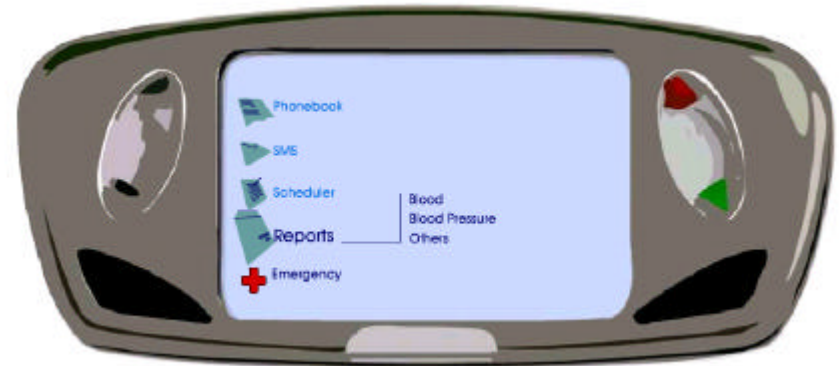 Phonebook
SMS
Scheduler
Reports
Blood
Blood Pressure
Others
Emergency